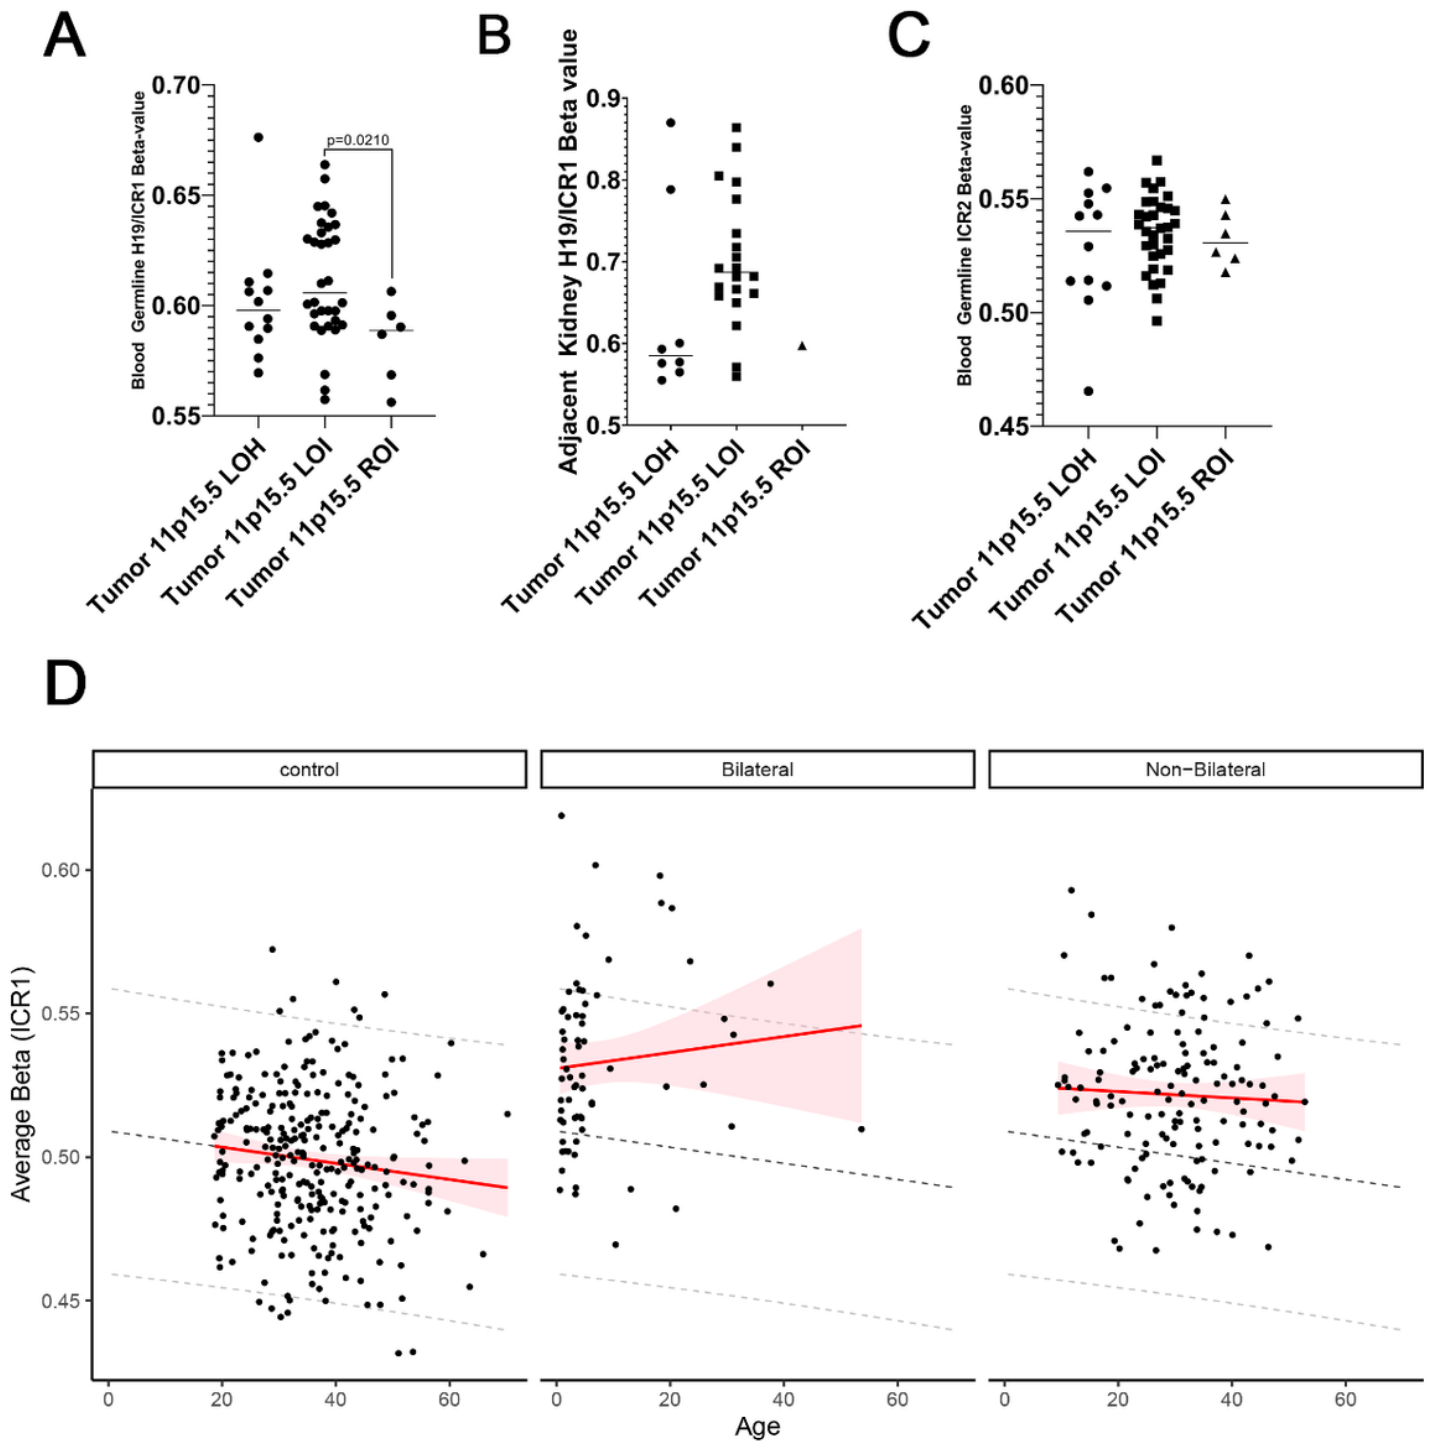 A
Blood Germline H19/ICR1 Beta-value
0.70
0.65
0.60
0.55
p=0.0210
Tumor 11p15.5 LOH
Tumor 11p15.5 LOI
Tumor 11p15.5 ROI
B
Adjacent Kidney H19/ICR1 Beta value
0.9
0.8
0.7
0.6
0.5
Tumor 11p15.5 LOH
Tumor 11p15.5 LOI
Tumor 11p15.5 ROI
C
Blood Germline ICR2 Beta-value
0.60
0.55
0.50
0.45
Tumor 11p15.5 LOH
Tumor 11p15.5 LOI
Tumor 11p15.5 ROI
D
control
Bilateral
Non−Bilateral
Average Beta (ICR1)
0.60
0.55
0.50
0.45
0 20 40 60
0 20 40 60
0 20 40 60
Age